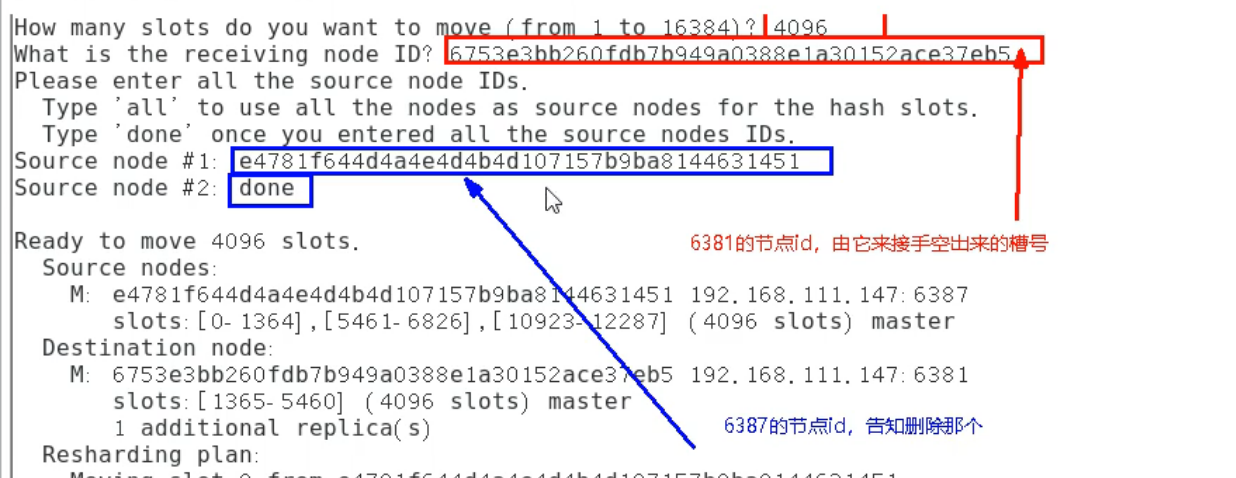 How many slots do you want to move (from 1 to 16384)? 4096
What is the receiving node ID? 6753e3bb260fdb7b949a0388e1a30152ace37eb5
Please enter all the source node IDs.
Type 'all' to use all the nodes as source nodes for the hash slots.
Type 'done' once you entered all the source nodes IDs.
Source node #1: e4781f644d4a4e4d4b4d107157b9ba8144631451
Source node #2: done
6381的节点id，由它来接手空出来的槽号
Ready to move 4096 slots.
Source nodes:
M: e4781f644d4a4e4d4b4d107157b9ba8144631451 192.168.111.147:6387
slots:[0-1364],[5461-6826],[10923-12287] (4096 slots) master
Destination node:
M: 6753e3bb260fdb7b949a0388e1a30152ace37eb5 192.168.111.147:6381
slots:[1365-5460] (4096 slots) master
1 additional replica(s)
6387的节点id，告知删除那个
Resharding plan:
Moving slot 0 from e4781f644d4a4e4d4b4d107157b9ba8144631451